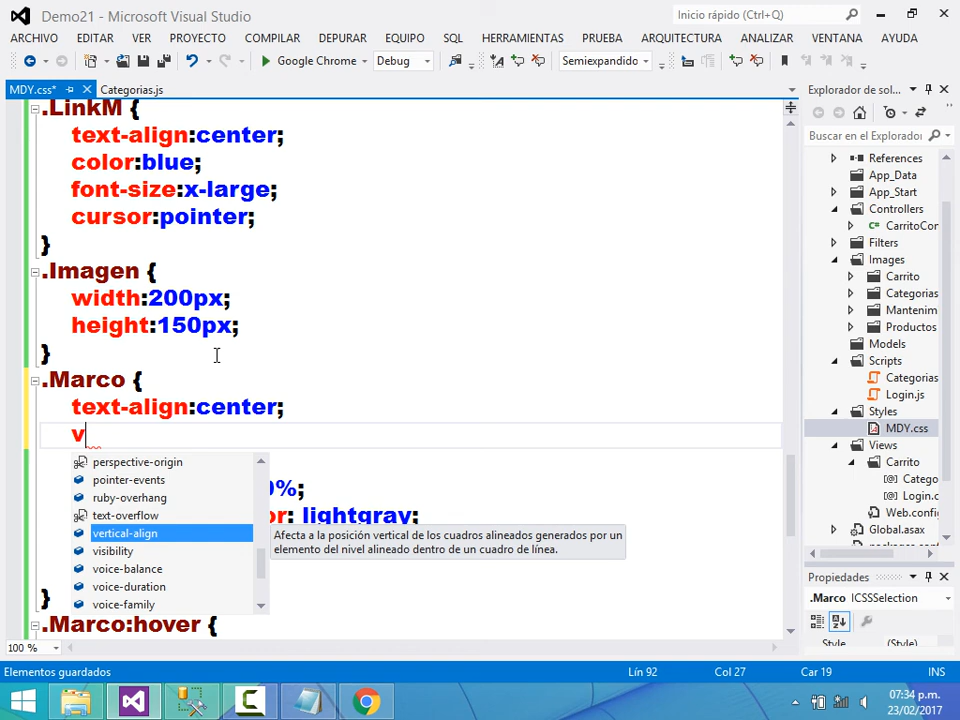 Demo21 - Microsoft Visual Studio
Inicio rápido (Ctrl+Q)
ARCHIVO EDITAR VER PROYECTO COMPILAR DEPURAR EQUIPO SQL HERRAMIENTAS PRUEBA ARQUITECTURA ANALIZAR VENTANA AYUDA
Google Chrome Debug Semiexpandido
MDY.css* Categorias.js
.LinkM {
text-align:center;
color:blue;
font-size:x-large;
cursor:pointer;
}
.Imagen {
width:200px;
height:150px;
}
.Marco {
text-align:center;
v
perspective-origin
pointer-events
ruby-overhang
text-overflow
vertical-align
visibility
voice-balance
voice-duration
voice-family
0%;
or: lightgray;
Afecta a la posición vertical de los cuadros alineados generados por un
elemento del nivel alineado dentro de un cuadro de línea.
}
.Marco:hover {
100 %
Explorador de sol...
Buscar en el Explorador
References
App_Data
App_Start
Controllers
CarritoCon
Filters
Images
Carrito
Categorias
Mantenim
Productos
Models
Scripts
Categorias
Login.js
Styles
MDY.css
Views
Carrito
Catego
Login.c
Web.config
Global.asax
Propiedades
.Marco ICSSSelection
Style (Style)
Elementos guardados Lín 92 Col 27 Car 19 INS
07:34 p.m.
23/02/2017